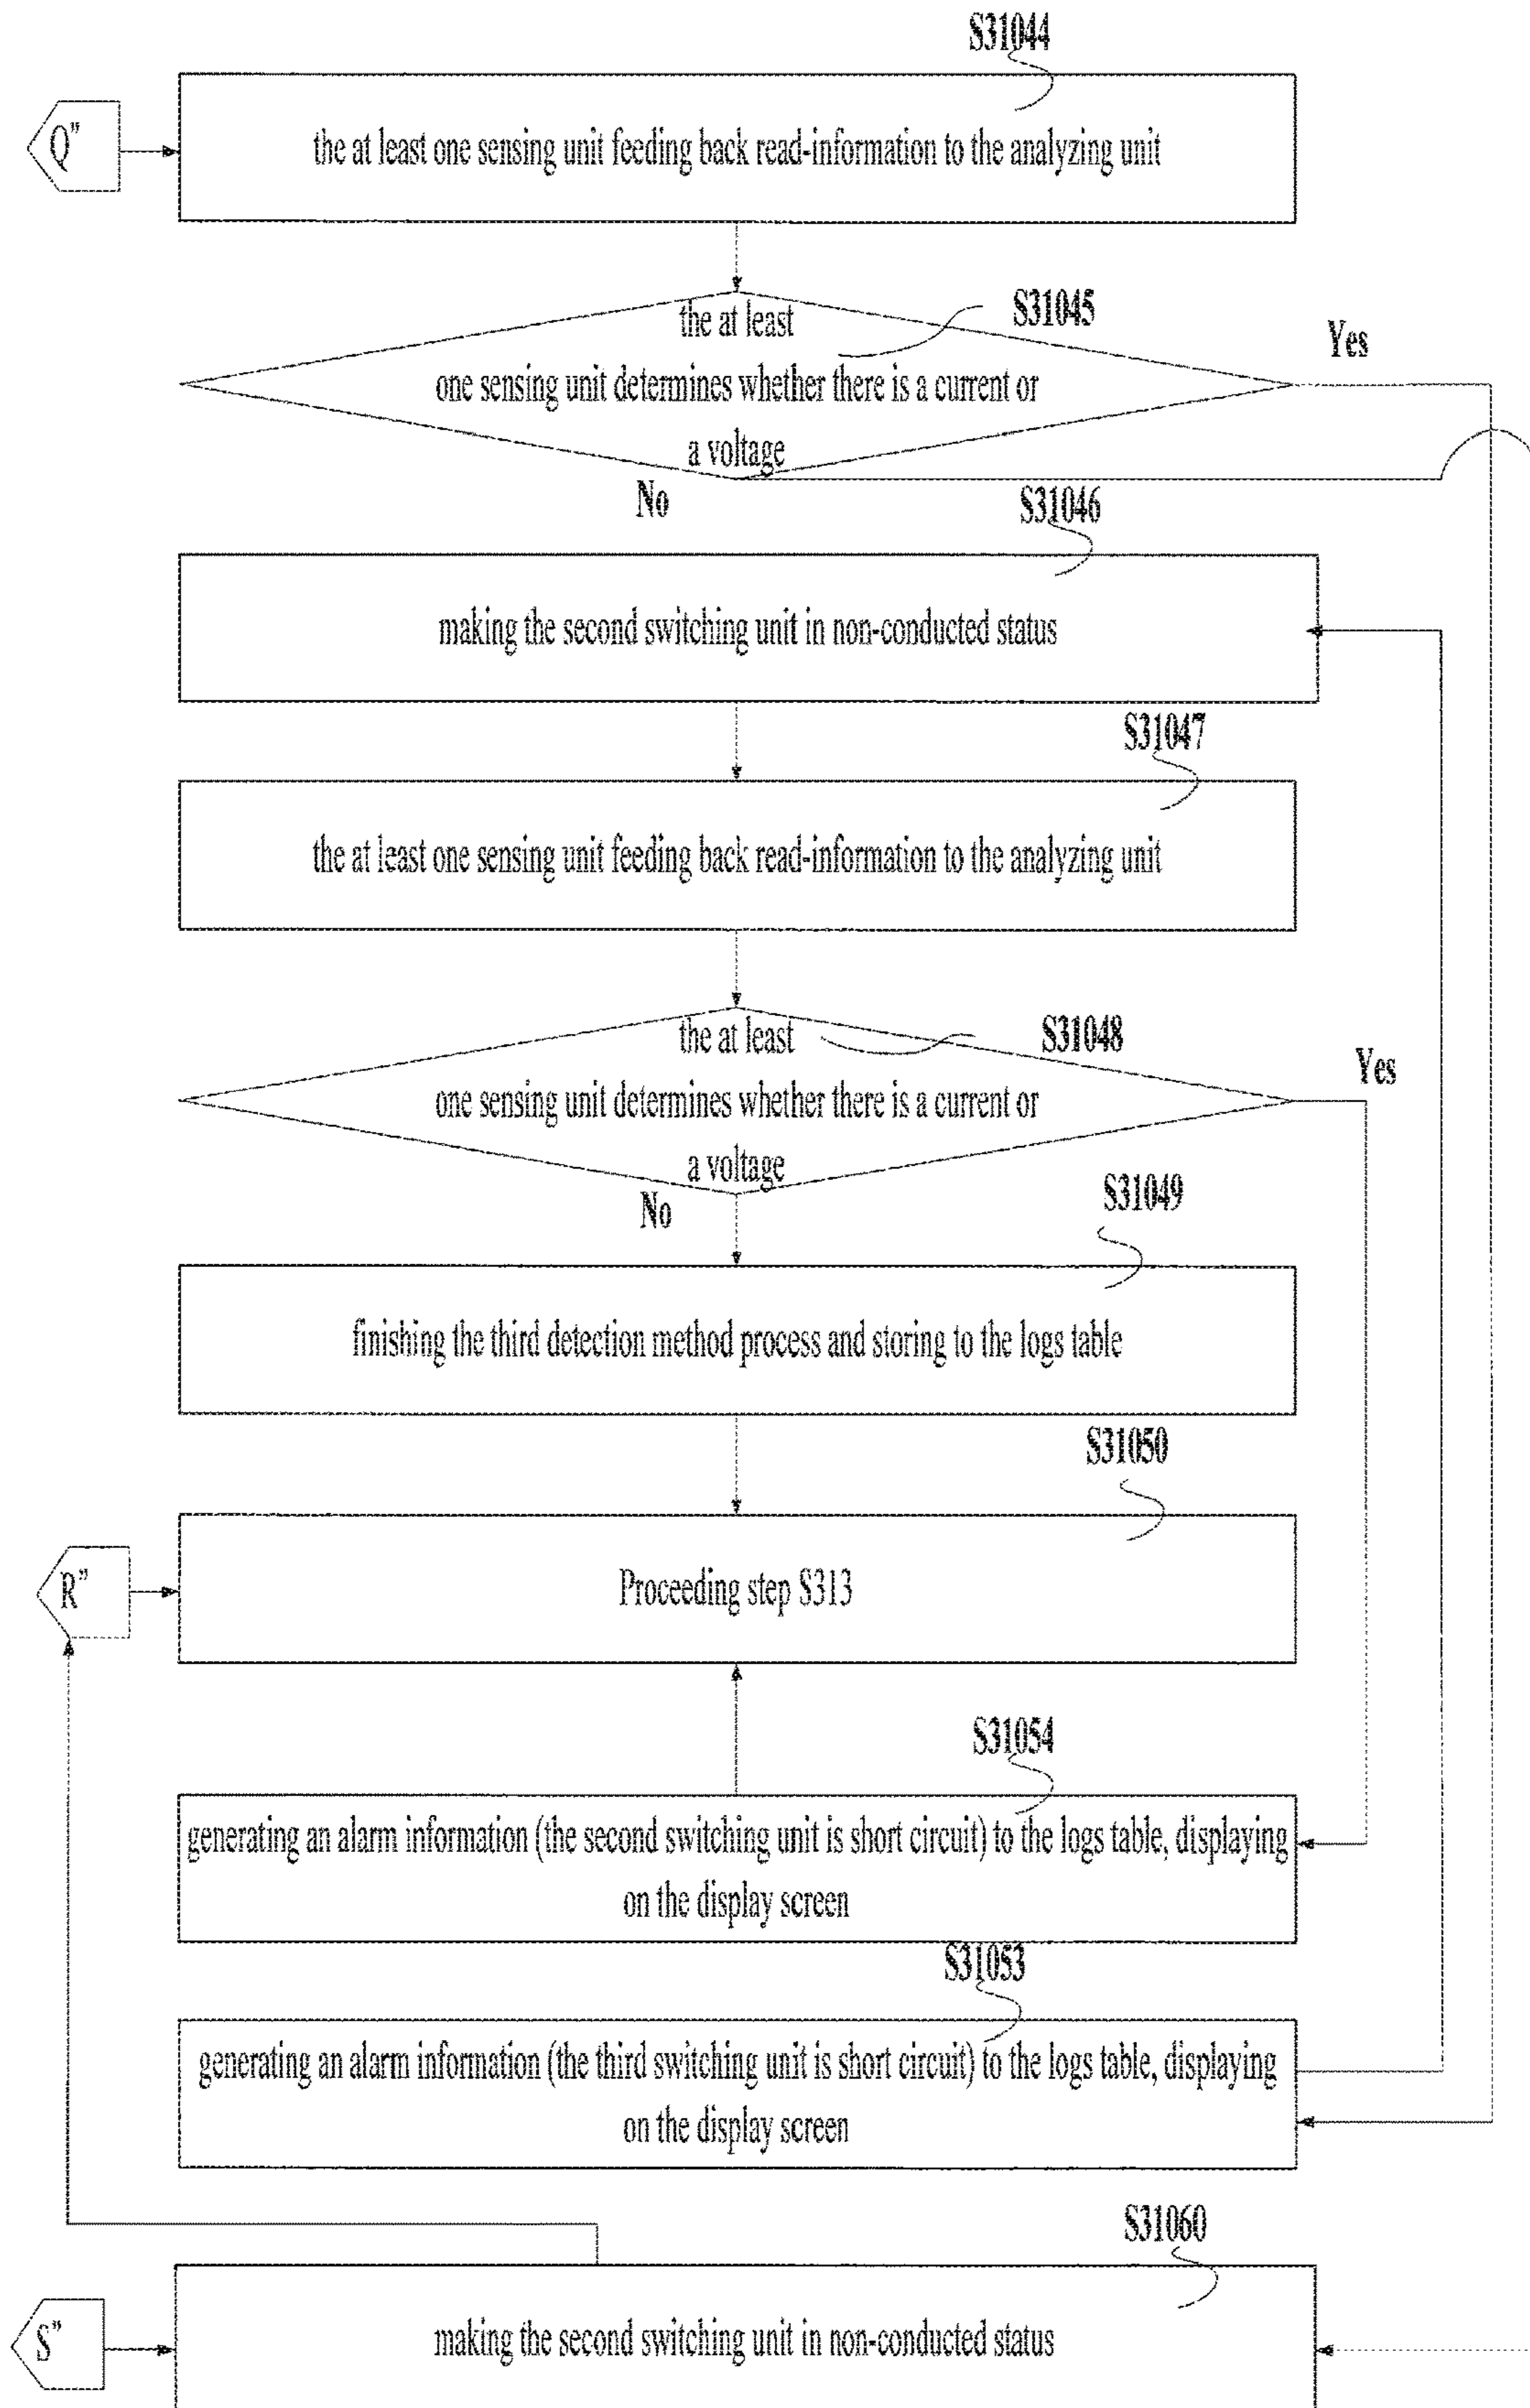 S31044
Q"
the at least one sensing unit feeding back read-information to the analyzing unit
the at least
S31045
Yes
one sensing unit determines whether there is a current or
a voltage
No
S31046
making the second switching unit in non-conducted status
S31047
the at least one sensing unit feeding back read-information to the analyzing unit
the at least
S31048
Yes
one sensing unit determines whether there is a current or
a voltage
No
S31049
finishing the third detection method process and storing to the logs table
S31050
R"
Proceeding step S313
S31054
generating an alarm information (the second switching unit is short circuit) to the logs table, displaying
on the display screen
S31053
generating an alarm information (the third switching unit is short circuit) to the logs table, displaying
on the display screen
S31060
S"
making the second switching unit in non-conducted status